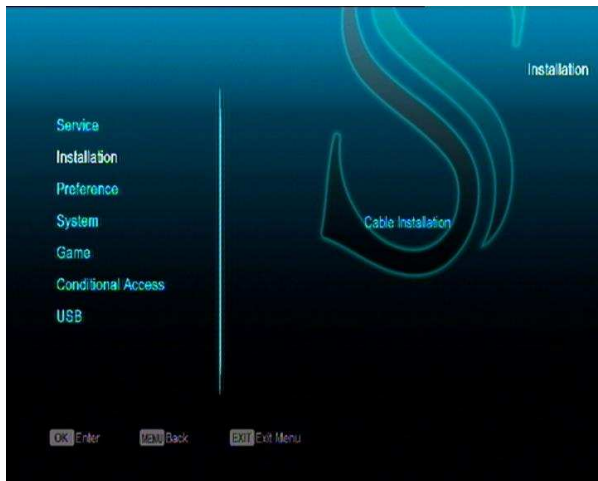 Installation
Service
Installation
Preference
System
Game
Conditional Access
USB
Cable Installation
OK Enter MENU Back EXIT Exit Menu